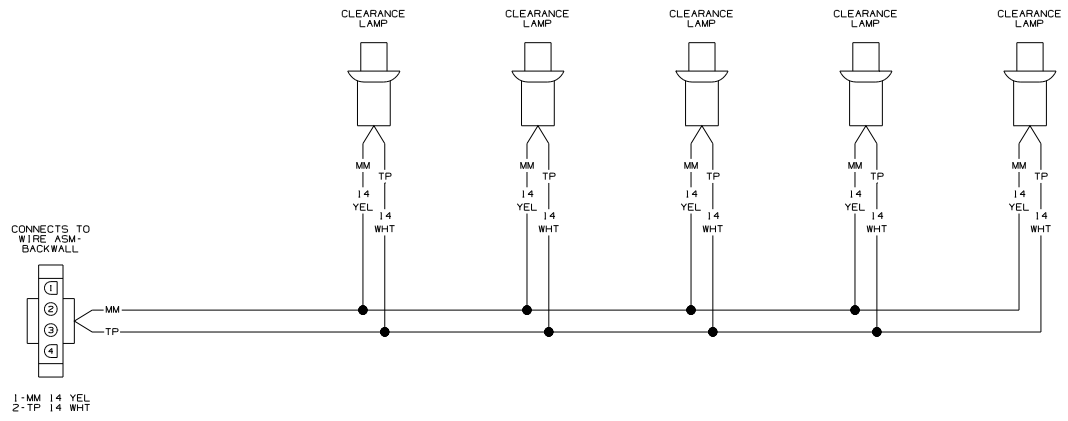 CLEARANCE
LAMP
CLEARANCE
LAMP
CLEARANCE
LAMP
CLEARANCE
LAMP
CLEARANCE
LAMP
MM
TP
14
YEL
14
WHT
MM
TP
14
YEL
14
WHT
MM
TP
14
YEL
14
WHT
MM
TP
14
YEL
14
WHT
MM
TP
14
YEL
14
WHT
CONNECTS TO
WIRE ASM-
BACKWALL
1
2
3
4
MM
TP
1-MM 14 YEL
2-TP 14 WHT